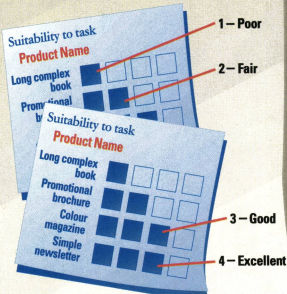 Suitability to task
Product Name
Long complex
book
Promotional
Suitability to task
Product Name
Long complex
book
Promotional
brochure
Colour
magazine
Simple
newsletter
1 – Poor
2 – Fair
3 – Good
4 – Excellent